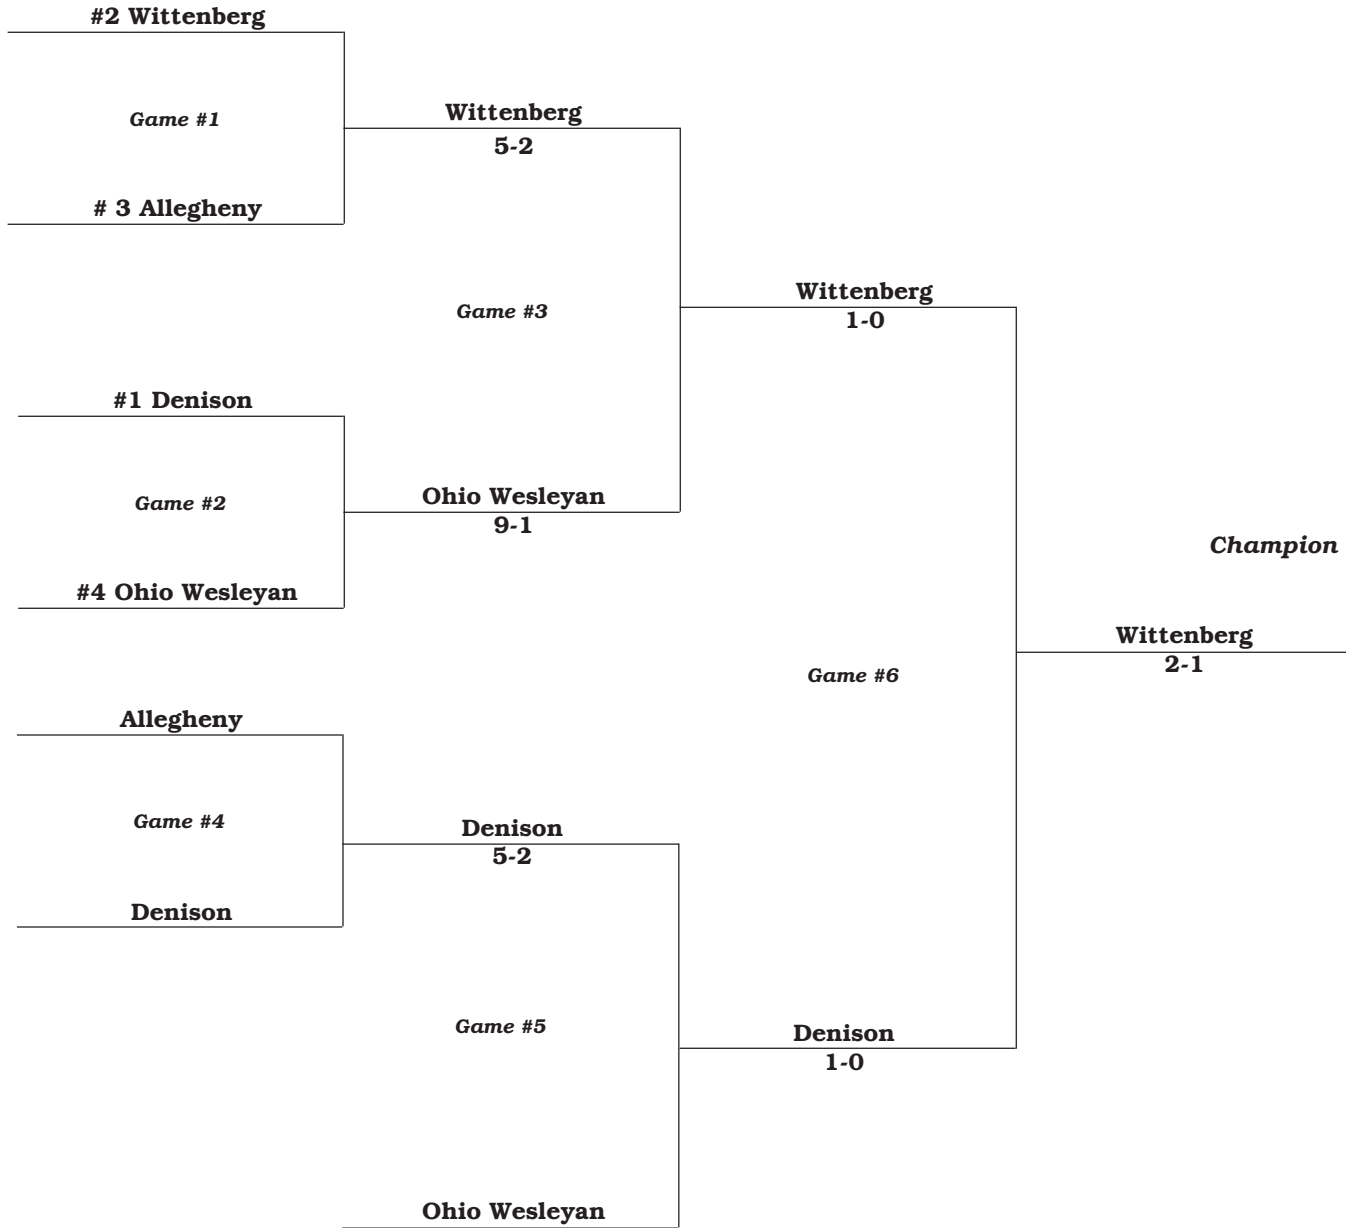 #2 Wittenberg
Game #1
Wittenberg
5-2
# 3 Allegheny
Wittenberg
1-0
Game #3
#1 Denison
Game #2
Ohio Wesleyan
9-1
#4 Ohio Wesleyan
Champion
Wittenberg
2-1
Game #6
Allegheny
Game #4
Denison
5-2
Denison
Game #5
Denison
1-0
Ohio Wesleyan